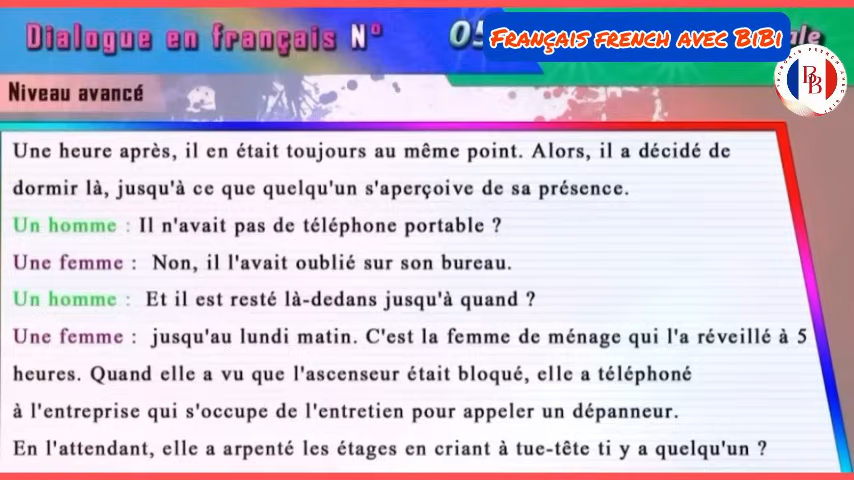 Dialogue en français N° 05
Français french avec BiBi
ale
Niveau avancé
Une heure après, il en était toujours au même point. Alors, il a décidé de
dormir là, jusqu'à ce que quelqu'un s'aperçoive de sa présence.
Un homme : Il n'avait pas de téléphone portable ?
Une femme : Non, il l'avait oublié sur son bureau.
Un homme : Et il est resté là-dedans jusqu'à quand ?
Une femme : jusqu'au lundi matin. C'est la femme de ménage qui l'a réveillé à 5
heures. Quand elle a vu que l'ascenseur était bloqué, elle a téléphoné
à l'entreprise qui s'occupe de l'entretien pour appeler un dépanneur.
En l'attendant, elle a arpenté les étages en criant à tue-tête ti y a quelqu'un ?